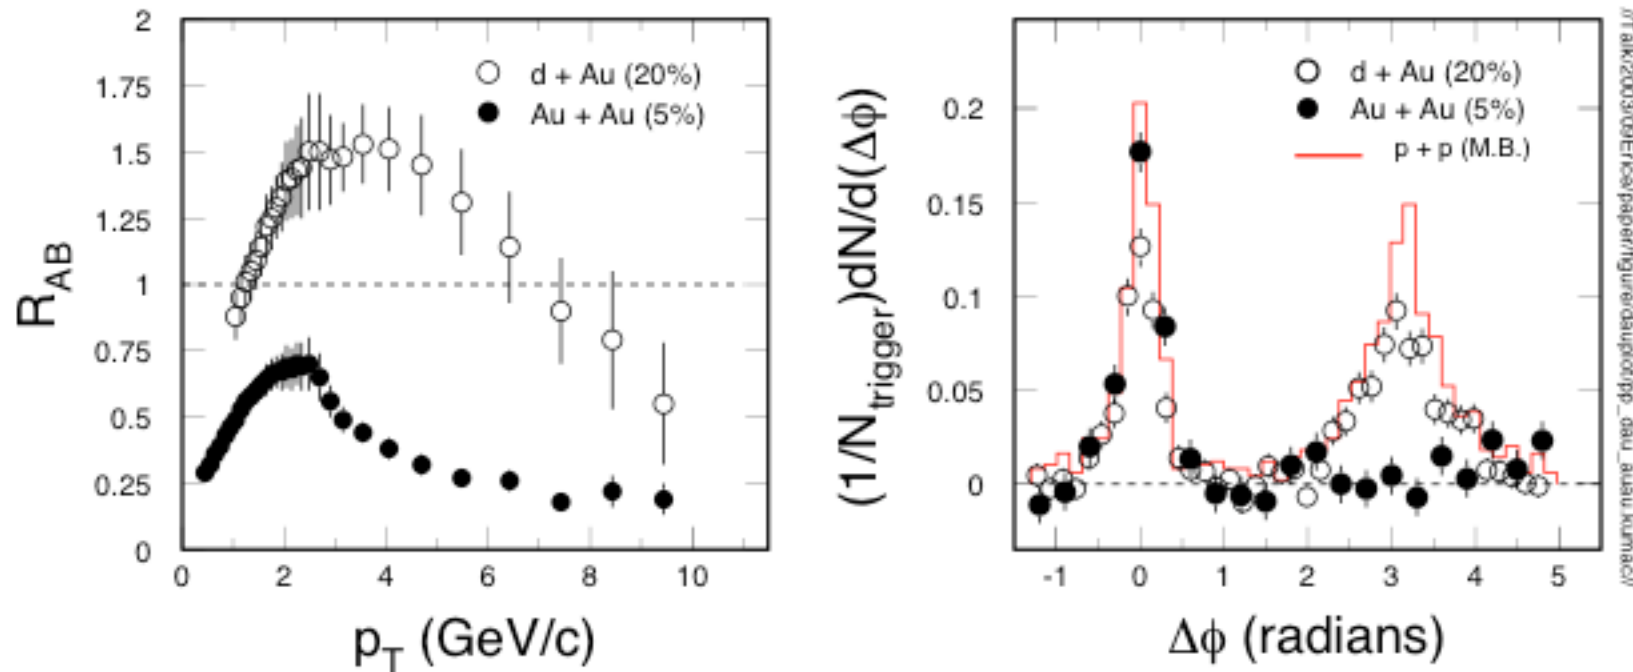 2
1.75
1.5
1.25
1
0.75
0.5
0.25
0
R_AB
d + Au (20%)
Au + Au (5%)
0 2 4 6 8 10
p_T (GeV/c)
0.2
0.15
0.1
0.05
0
(1/N_trigger)dN/d(Δϕ)
d + Au (20%)
Au + Au (5%)
p + p (M.B.)
-1 0 1 2 3 4 5
Δϕ (radians)